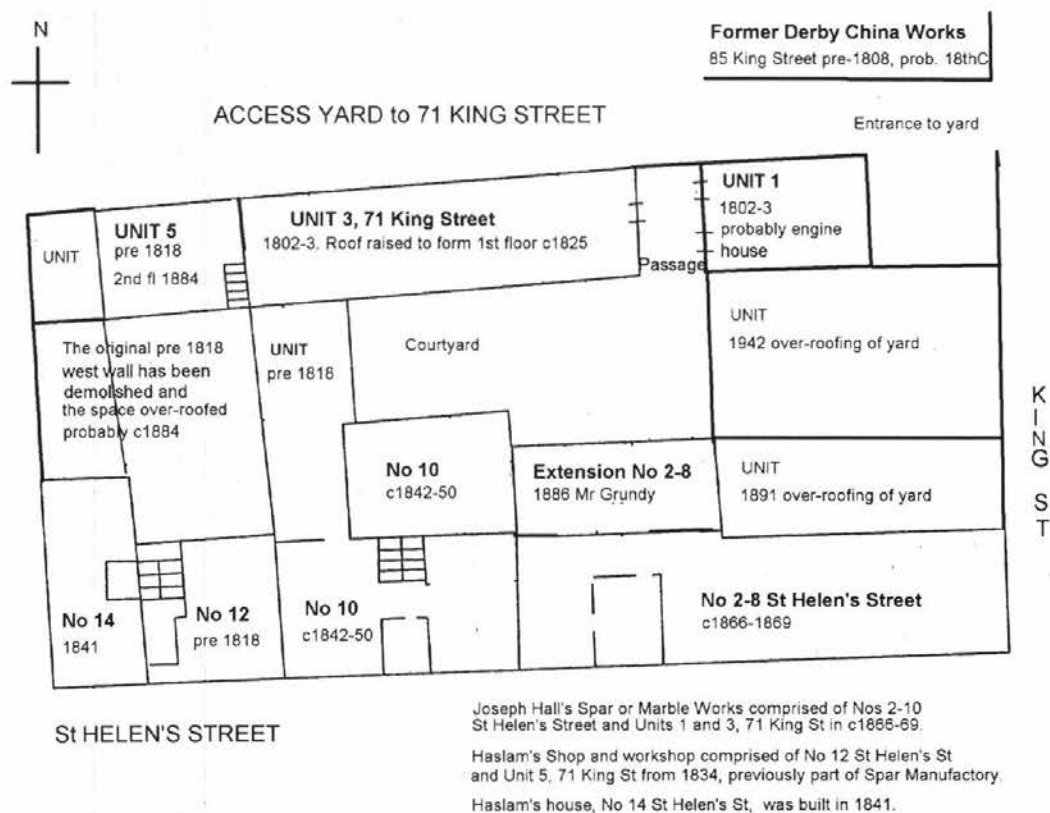 N
Former Derby China Works
85 King Street pre-1808, prob. 18thC
ACCESS YARD to 71 KING STREET
Entrance to yard
UNIT
UNIT 5
pre 1818
2nd fl 1884
UNIT 3, 71 King Street
1802-3. Roof raised to form 1st floor c1825
Passage
UNIT 1
1802-3
probably engine
house
The original pre 1818
west wall has been
demolished and
the space over-roofed
probably c1884
UNIT
pre 1818
Courtyard
UNIT
1942 over-roofing of yard
KING ST
No 10
c1842-50
Extension No 2-8
1886 Mr Grundy
UNIT
1891 over-roofing of yard
No 14
1841
No 12
pre 1818
No 10
c1842-50
No 2-8 St Helen's Street
c1866-1869
St HELEN'S STREET
Joseph Hall's Spar or Marble Works comprised of Nos 2-10
St Helen's Street and Units 1 and 3, 71 King St in c1866-69.
Haslam's Shop and workshop comprised of No 12 St Helen's St
and Unit 5, 71 King St from 1834, previously part of Spar Manufactory.
Haslam's house, No 14 St Helen's St, was built in 1841.